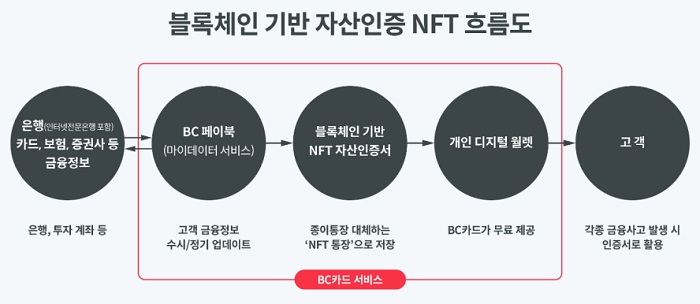 블록체인 기반 자산인증 NFT 흐름도
은행(인터넷전문은행 포함)
카드, 보험, 증권사 등
금융정보
BC 페이북
(마이데이터 서비스)
블록체인 기반
NFT 자산인증서
개인 디지털 월렛
고 객
은행, 투자 계좌 등
고객 금융정보
수시/정기 업데이트
종이통장 대체하는
‘NFT 통장’으로 저장
BC카드가 무료 제공
각종 금융사고 발생 시
인증서로 활용
BC카드 서비스